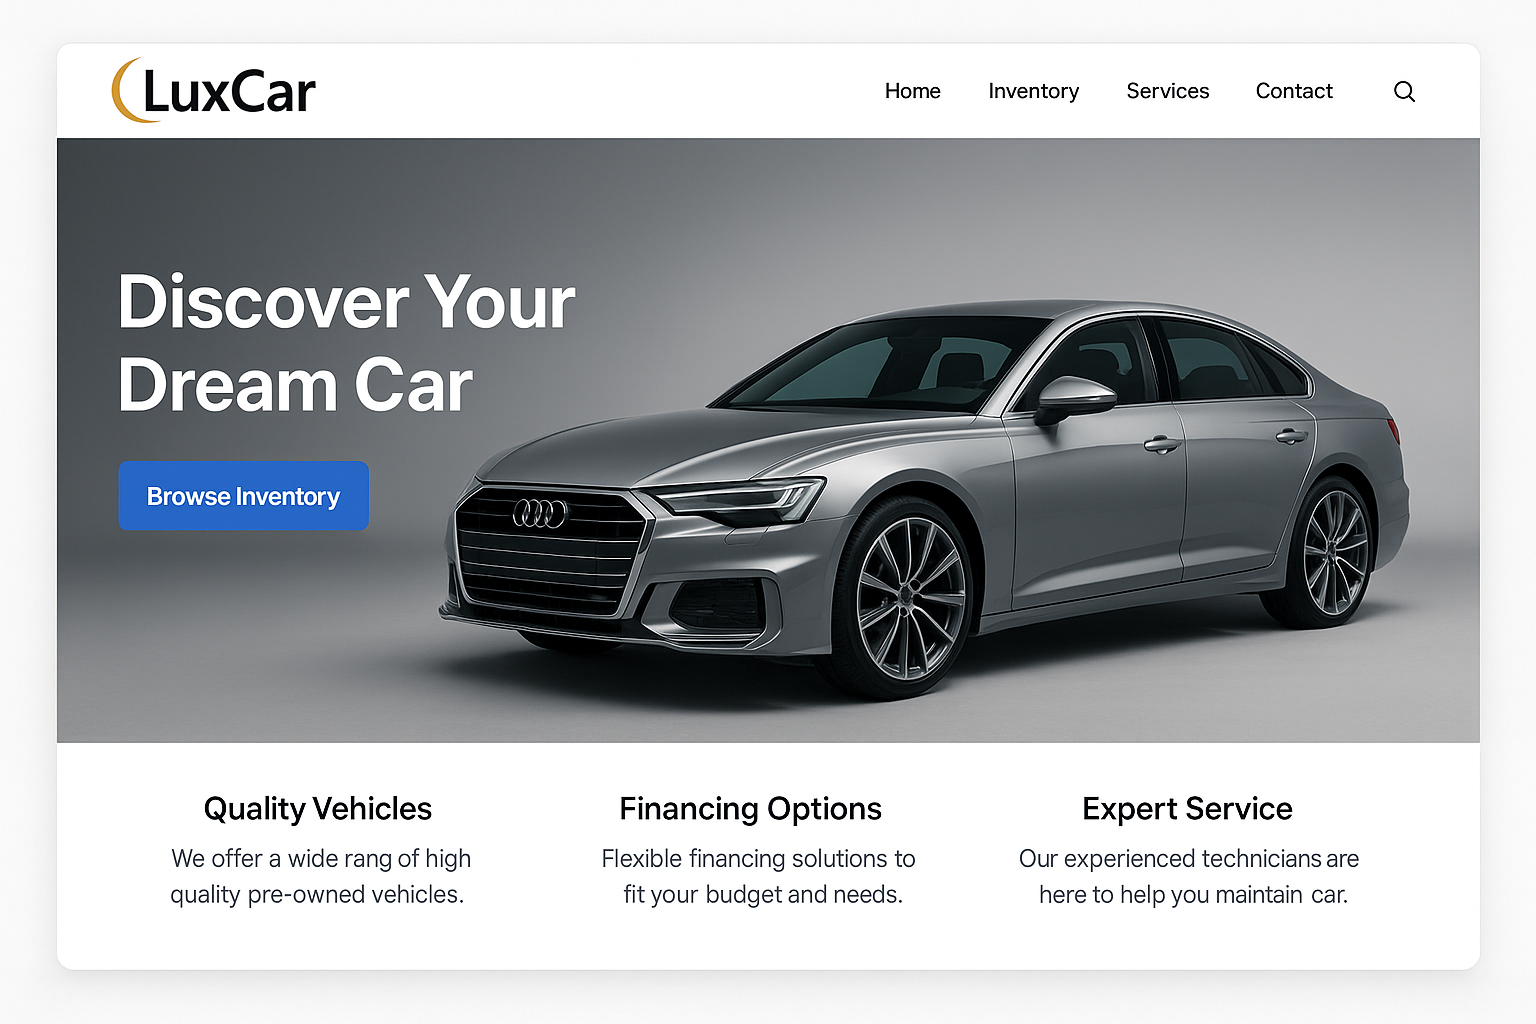 LuxCar
Home Inventory Services Contact
Discover Your
Dream Car
Browse Inventory
Quality Vehicles
We offer a wide rang of high
quality pre-owned vehicles.
Financing Options
Flexible financing solutions to
fit your budget and needs.
Expert Service
Our experienced technicians are
here to help you maintain car.